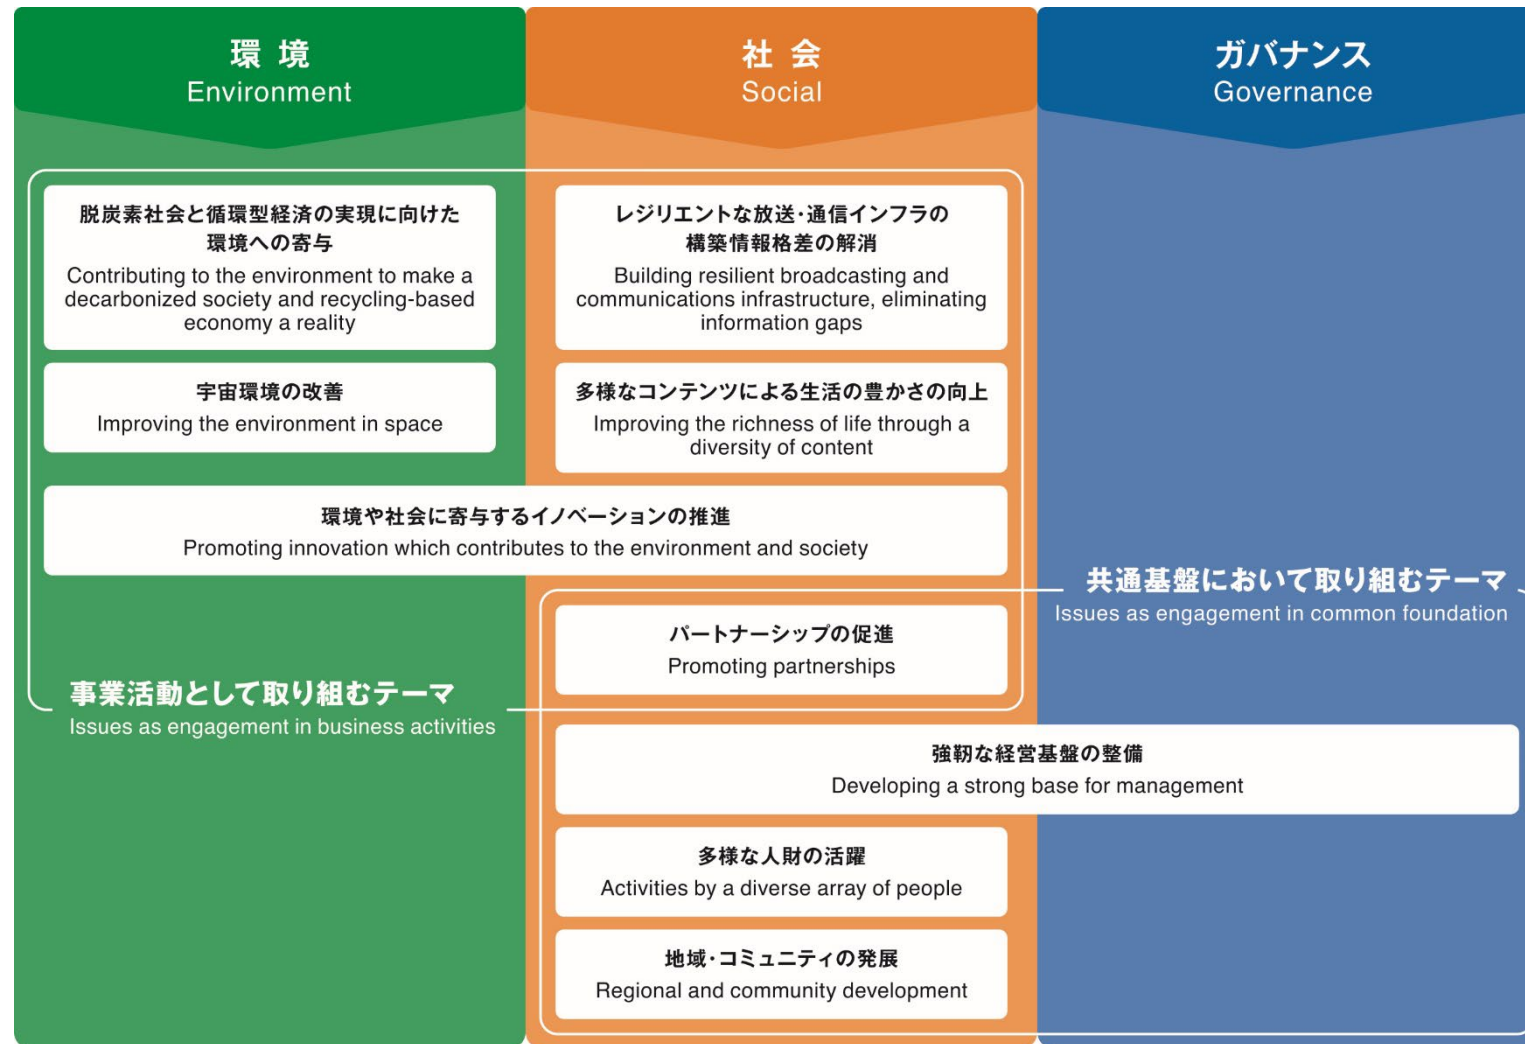 環 境
Environment
社 会
Social
ガバナンス
Governance
脱炭素社会と循環型経済の実現に向けた
環境への寄与
Contributing to the environment to make a
decarbonized society and recycling-based
economy a reality
レジリエントな放送・通信インフラの
構築情報格差の解消
Building resilient broadcasting and
communications infrastructure, eliminating
information gaps
宇宙環境の改善
Improving the environment in space
多様なコンテンツによる生活の豊かさの向上
Improving the richness of life through a
diversity of content
環境や社会に寄与するイノベーションの推進
Promoting innovation which contributes to the environment and society
共通基盤において取り組むテーマ
Issues as engagement in common foundation
パートナーシップの促進
Promoting partnerships
事業活動として取り組むテーマ
Issues as engagement in business activities
強靭な経営基盤の整備
Developing a strong base for management
多様な人財の活躍
Activities by a diverse array of people
地域・コミュニティの発展
Regional and community development